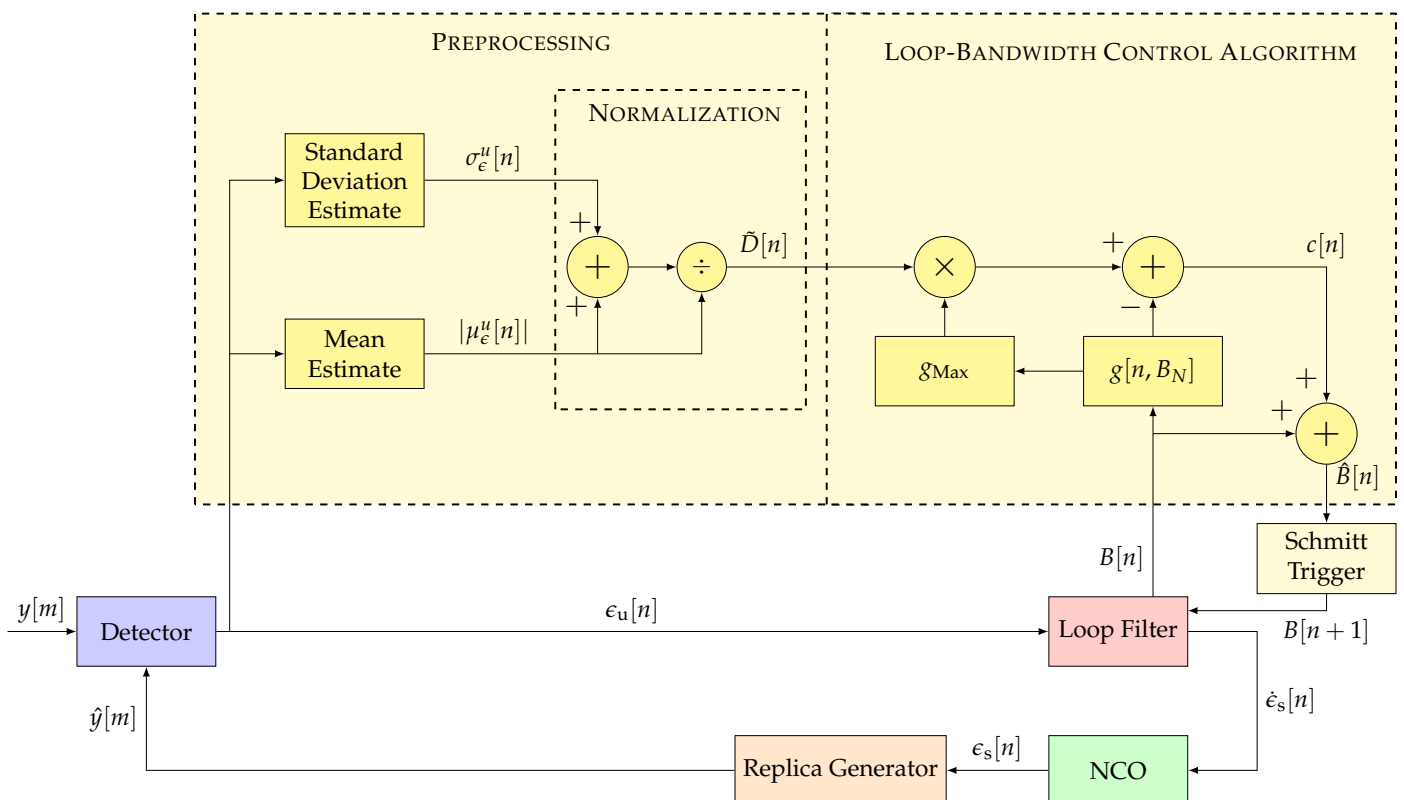 PREPROCESSING
LOOP-BANDWIDTH CONTROL ALGORITHM
NORMALIZATION
Standard
Deviation
Estimate
σ_ϵ^u[n]
+
+
÷
D̃[n]
×
+
+
c[n]
+
−
Mean
Estimate
|μ_ϵ^u[n]|
g_Max
g[n, B_N]
+
+
+
B̂[n]
Schmitt
Trigger
B[n]
y[m]
Detector
ϵ_u[n]
Loop Filter
B[n + 1]
ŷ[m]
ϵ̇_s[n]
Replica Generator
ϵ_s[n]
NCO